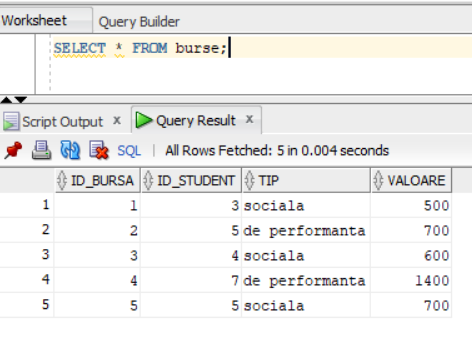 Worksheet Query Builder
SELECT * FROM burse;
Script Output x Query Result x
SQL | All Rows Fetched: 5 in 0.004 seconds
ID_BURSA ID_STUDENT TIP VALOARE
1 1 3 sociala 500
2 2 5 de performanta 700
3 3 4 sociala 600
4 4 7 de performanta 1400
5 5 5 sociala 700